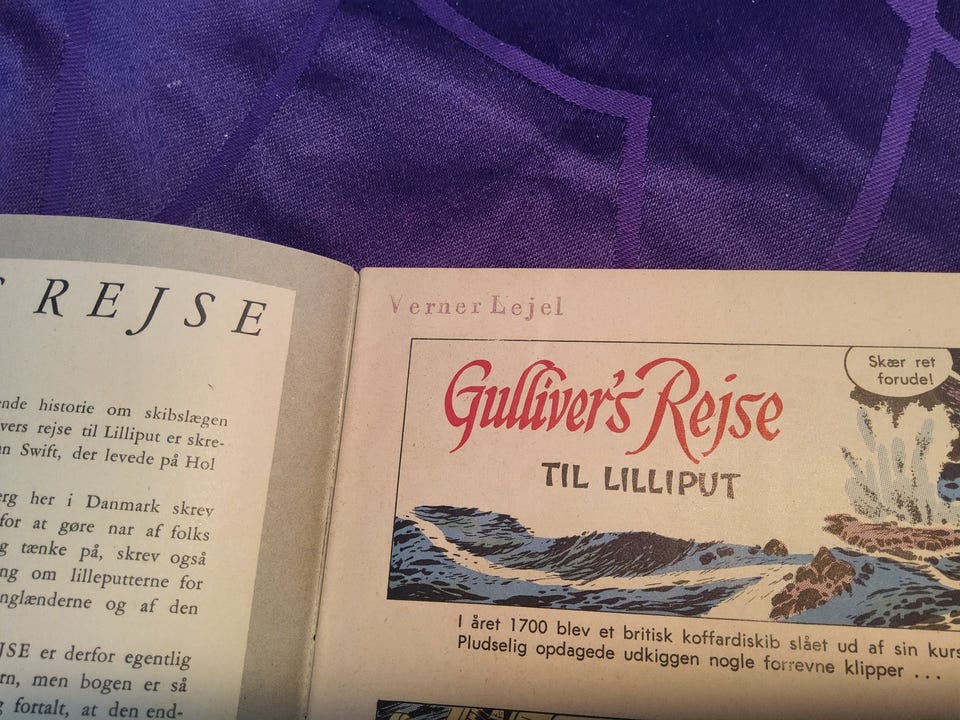 REJSE
historie om skibslægen
rejse til Lilliput er skre-
Swift, der levede på Hol
her i Danmark skrev
for at gøre nar af folks
tænke på, skrev også
om lilleputterne for
og af den
er derfor egentlig
men bogen er så
fortalt, at den end-
Verner Lejel
Gulliver's Rejse
TIL LILLIPUT
Skær ret
forude!
I året 1700 blev et britisk koffardiskib slået ud af sin kurs
Pludselig opdagede udkiggen nogle forrevne klipper ...